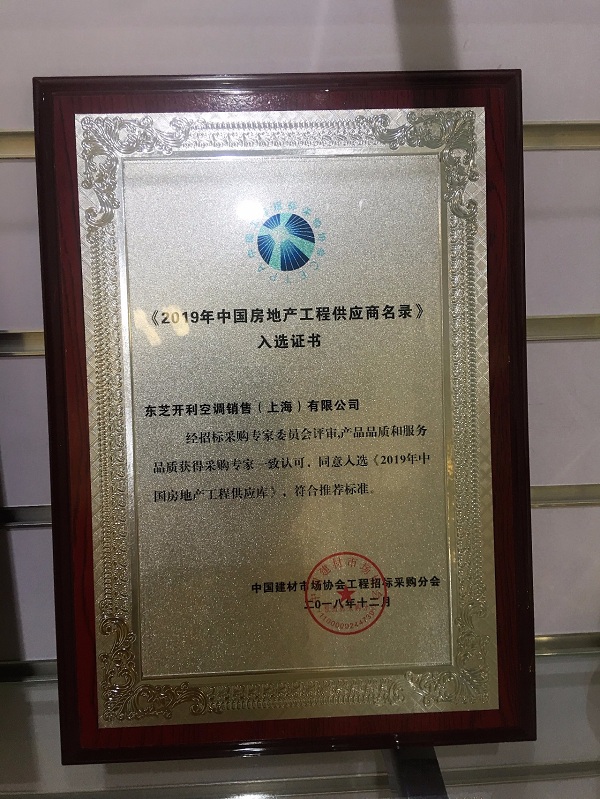 《2019年中国房地产工程供应商名录》
入选证书
东芝开利空调销售（上海）有限公司
经招标采购专家委员会评审,产品品质和服务
品质获得采购专家一致认可，同意入选《2019年中
国房地产工程供应库》，符合推荐标准。
中国建材市场协会工程招标采购分会
二〇一八年十二月